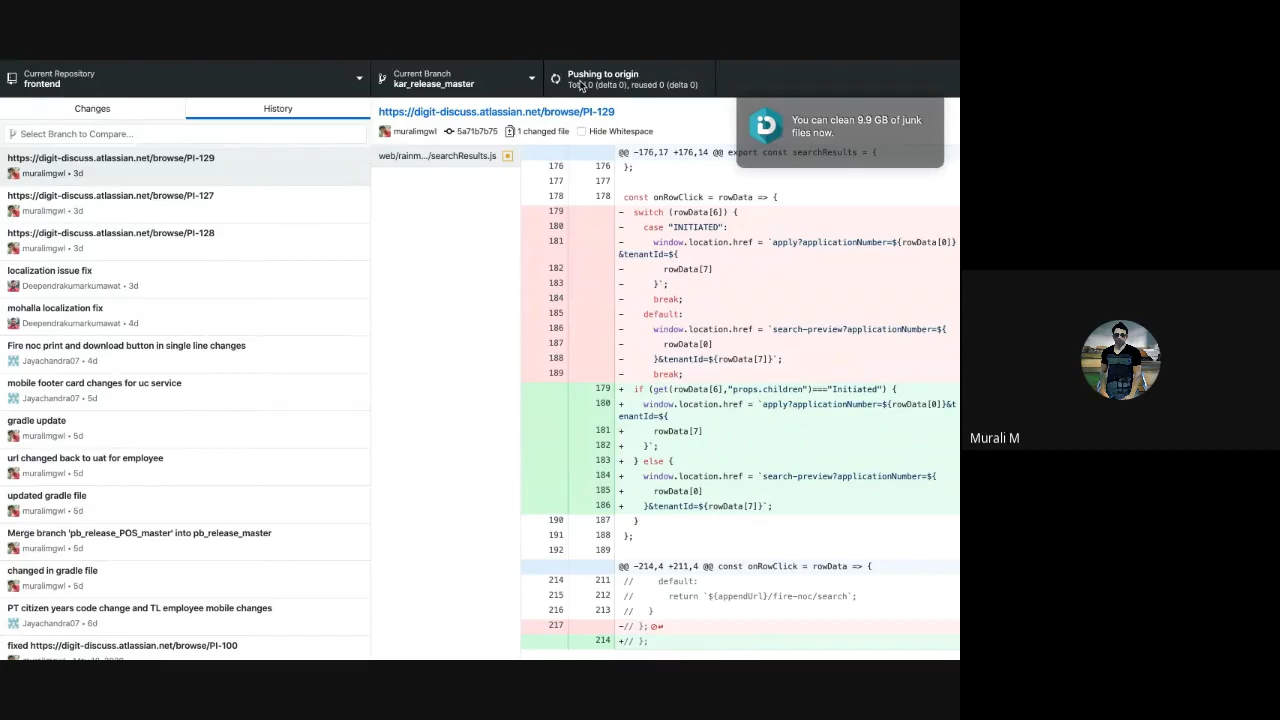 Current Repository
frontend
Current Branch
kar_release_master
Pushing to origin
0 (delta 0), reused 0 (delta 0)
Changes
History
Select Branch to Compare...
https://digit-discuss.atlassian.net/browse/PI-129
muralimgwl • 3d
https://digit-discuss.atlassian.net/browse/PI-127
muralimgwl • 3d
https://digit-discuss.atlassian.net/browse/PI-128
muralimgwl • 3d
localization issue fix
Deependrakumarkumawat • 3d
mohalla localization fix
Deependrakumarkumawat • 4d
Fire noc print and download button in single line changes
Jayachandra07 • 4d
mobile footer card changes for uc service
Jayachandra07 • 5d
gradle update
muralimgwl • 5d
url changed back to uat for employee
muralimgwl • 5d
updated gradle file
muralimgwl • 5d
Merge branch 'pb_release_POS_master' into pb_release_master
muralimgwl • 5d
changed in gradle file
muralimgwl • 5d
PT citizen years code change and TL employee mobile changes
Jayachandra07 • 6d
fixed https://digit-discuss.atlassian.net/browse/PI-100
https://digit-discuss.atlassian.net/browse/PI-129
muralimgwl 5a71b7b75 1 changed file Hide Whitespace
web/rainm.../searchResults.js
@@ -176,17 +176,14 @@ export const searchResults = {
176 176 };
177 177
178 178 const onRowClick = rowData => {
179 - switch (rowData[6]) {
180 - case "INITIATED":
181 - window.location.href = `apply?applicationNumber=${rowData[0]}
&tenantId=${
182 - rowData[7]
183 - }`;
184 - break;
185 - default:
186 - window.location.href = `search-preview?applicationNumber=${
187 - rowData[0]
188 - }&tenantId=${rowData[7]}`;
189 - break;
179 + if (get(rowData[6],"props.children")==="Initiated") {
180 + window.location.href = `apply?applicationNumber=${rowData[0]}&t
enantId=${
181 + rowData[7]
182 + }`;
183 + } else {
184 + window.location.href = `search-preview?applicationNumber=${
185 + rowData[0]
186 + }&tenantId=${rowData[7]}`;
190 187 }
191 188 };
192 189
@@ -214,4 +211,4 @@ const onRowClick = rowData => {
214 211 // default:
215 212 // return `${appendUrl}/fire-noc/search`;
216 213 // }
217 -// };
214 +// };
You can clean 9.9 GB of junk
files now.
Murali M